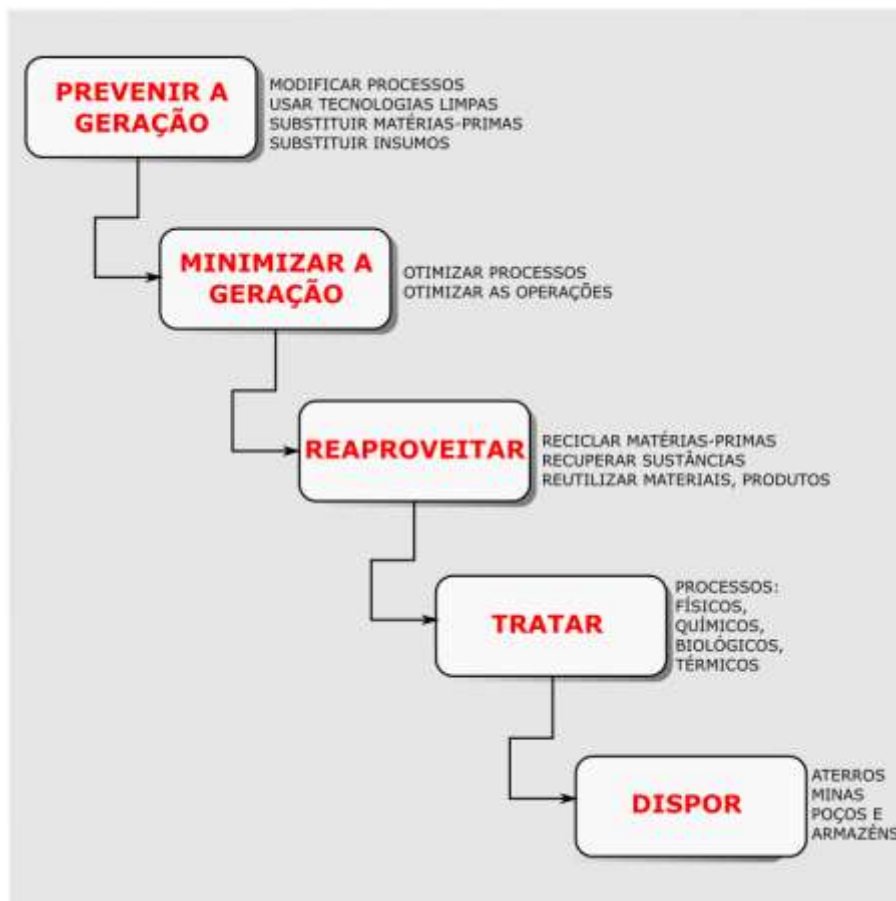 PREVENIR A
GERAÇÃO
MODIFICAR PROCESSOS
USAR TECNOLOGIAS LIMPAS
SUBSTITUIR MATÉRIAS-PRIMAS
SUBSTITUIR INSUMOS
MINIMIZAR A
GERAÇÃO
OTIMIZAR PROCESSOS
OTIMIZAR AS OPERAÇÕES
REAPROVEITAR
RECICLAR MATÉRIAS-PRIMAS
RECUPERAR SUSTÂNCIAS
REUTILIZAR MATERIAIS, PRODUTOS
TRATAR
PROCESSOS:
FÍSICOS,
QUÍMICOS,
BIOLÓGICOS,
TÉRMICOS
DISPOR
ATERROS
MINAS
POÇOS E
ARMAZÉNS